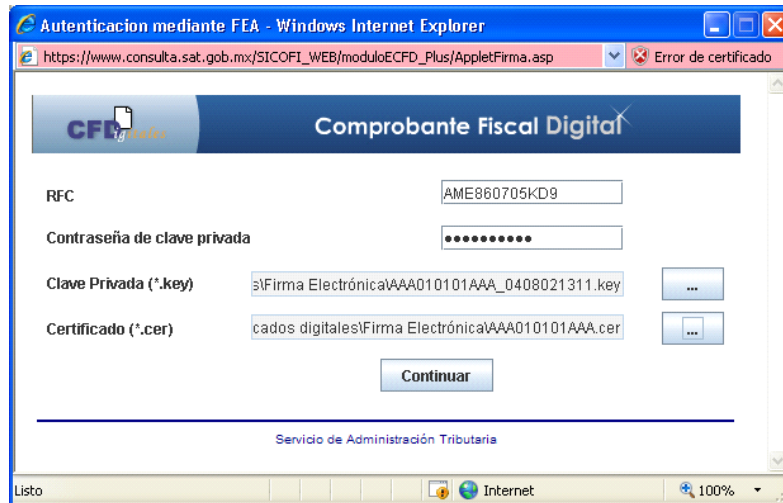 Autenticacion mediante FEA - Windows Internet Explorer
https://www.consulta.sat.gob.mx/SICOFI_WEB/moduloECFD_Plus/AppletFirma.asp Error de certificado
CFD Comprobante Fiscal Digital
RFC AME860705KD9
Contraseña de clave privada ●●●●●●●●●●
Clave Privada (*.key) s\Firma Electrónica\AAA010101AAA_0408021311.key ...
Certificado (*.cer) cados digitales\Firma Electrónica\AAA010101AAA.cer ...
Continuar
Servicio de Administración Tributaria
Listo Internet 100%